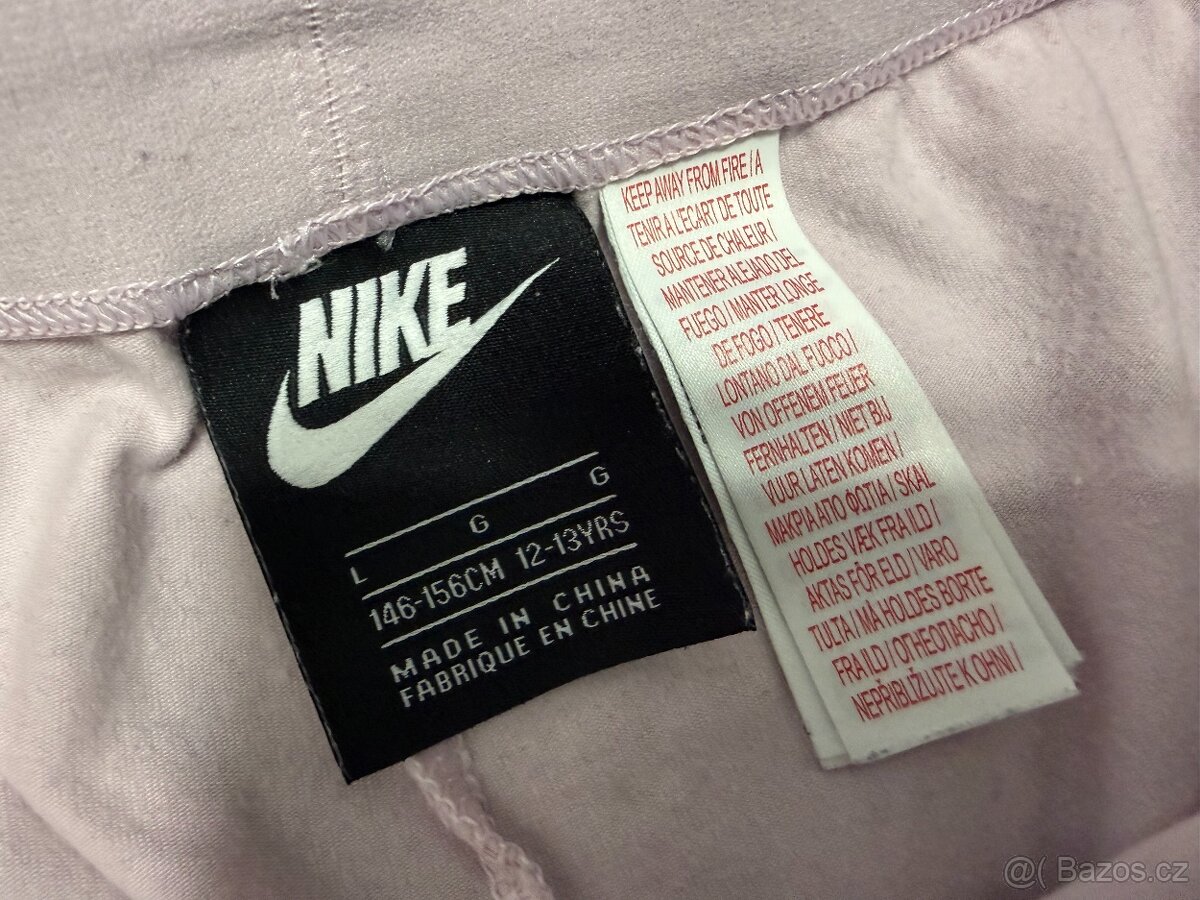 NIKE
L G G
146-156CM 12-13YRS
MADE IN CHINA
FABRIQUE EN CHINE
KEEP AWAY FROM FIRE / A
TENIR A L'ECART DE TOUTE
SOURCE DE CHALEUR /
MANTENER ALEJADO DEL
FUEGO / MANTER LONGE
DE FOGO / TENERE
LONTANO DAL FUOCO /
VON OFFENEM FEUER
FERNHALTEN / NIET BIJ
VUUR LATEN KOMEN /
ΜΑΚΡΙΑ ΑΠΟ ΦΩΤΙΑ / SKAL
HOLDES VÆK FRA ILD /
AKTAS FÖR ELD / VARO
TULTA / MÅ HOLDES BORTE
FRA ILD / ОТНЕОПАСНО /
NEPŘIBLIŽUJTE K OHNI /
@( Bazos.cz